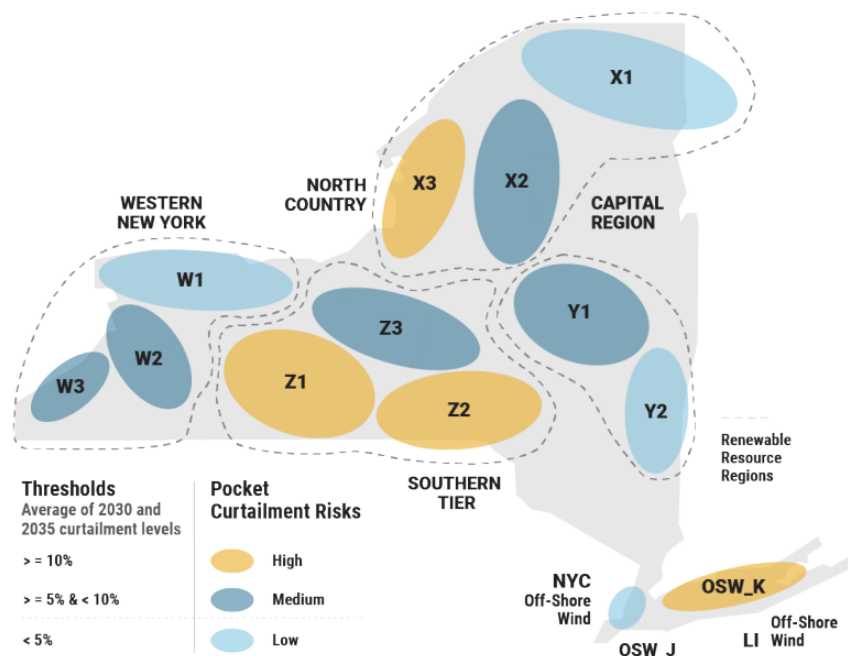 X1
NORTH
COUNTRY
X3
X2
CAPITAL
REGION
WESTERN
NEW YORK
W1
W2
W3
Z3
Z1
Z2
Y1
Y2
SOUTHERN
TIER
Renewable
Resource
Regions
Thresholds
Average of 2030 and
2035 curtailment levels
Pocket
Curtailment Risks
> = 10%
High
> = 5% & < 10%
Medium
< 5%
Low
NYC
Off-Shore
Wind
OSW_J
OSW_K
LI
Off-Shore
Wind